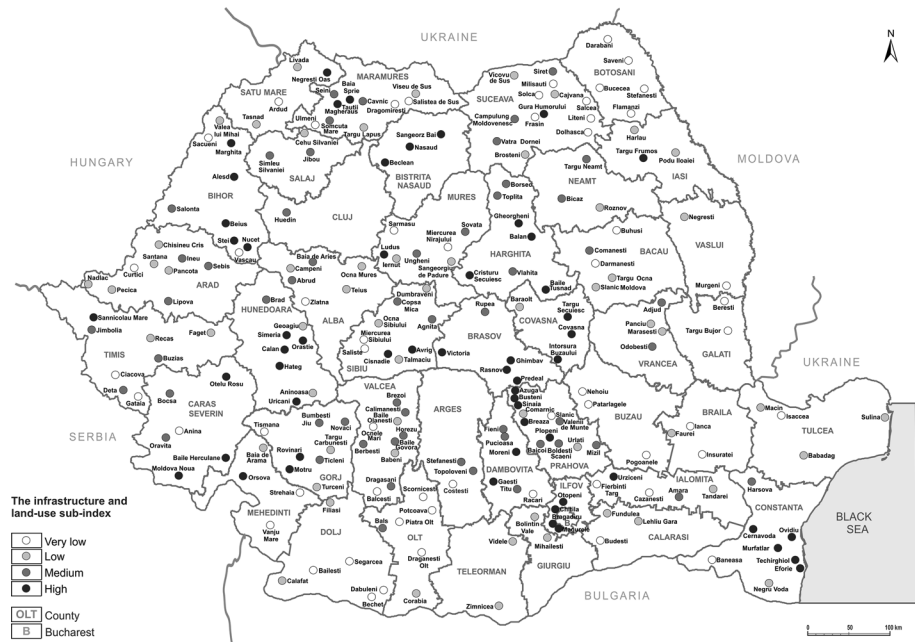 UKRAINE
N
Darabani
Saveni
BOTOSANI
Livada
Negresti Oas
MARAMURES
Baia
Sprie
Seini
Tautii
Magheraus
Cavnic
Dragomiresti
Viseu de Sus
Salistea de Sus
SATU MARE
Ardud
Tasnad
Ulmeni
Somcuta
Mare
Targu Lapus
Cehu Silvaniei
Vicovu
de Sus
Siret
Milisauti
Solca
Cajvana
SUCEAVA
Gura Humorului
Salcea
Liteni
Frasin
Dolhasca
Campulung
Moldovenesc
Vatra Dornei
Brosteni
Bucecea
Stefanesti
Flamanzi
Harlau
Targu Frumos
Podu Iloaiei
IASI
MOLDOVA
HUNGARY
Valea
lui Mihai
Sacueni
Marghita
Alesd
BIHOR
Salonta
Beius
Stei
Nucet
Vascau
Simleu
Silvaniei
Jibou
SALAJ
Sangeorz Bai
Nasaud
Beclean
BISTRITA
NASAUD
Huedin
CLUJ
MURES
Sarmasu
Miercurea
Nirajului
Sovata
Ludus
Iernut
Ungheni
Sangeorgiu
de Padure
Borsec
Toplita
Gheorgheni
Balan
HARGHITA
Cristuru
Secuiesc
Vlahita
Baile
Tusnad
Targu Neamt
NEAMT
Bicaz
Roznov
Buhusi
BACAU
Comanesti
Darmanesti
Targu Ocna
Slanic Moldova
Negresti
VASLUI
Murgeni
Chisineu Cris
Santana
Ineu
Sebis
Curtici
Pancota
Nadlac
Pecica
ARAD
Lipova
Baia de Aries
Campeni
Abrud
Ocna Mures
Teius
Zlatna
ALBA
Brad
HUNEDOARA
Geoagiu
Simeria
Orastie
Calan
Hateg
Aninoasa
Uricani
Sannicolau Mare
Jimbolia
Recas
Faget
TIMIS
Buzias
Ciacova
Deta
Gataia
Dumbraveni
Copsa
Mica
Ocna
Sibiului
Agnita
Miercurea
Sibiului
Saliste
Cisnadie
Avrig
Talmaciu
SIBIU
Rupea
BRASOV
Victoria
Ghimbav
Rasnov
Predeal
Baraolt
COVASNA
Targu
Secuiesc
Covasna
Intorsura
Buzaului
Adjud
Panciu
Marasesti
Odobesti
VRANCEA
Beresti
Targu Bujor
GALATI
UKRAINE
SERBIA
Otelu Rosu
Bocsa
CARAS
SEVERIN
Anina
Oravita
Baile Herculane
Moldova Noua
Orsova
Tismana
Bumbesti
Jiu
Novaci
Targu
Carbunesti
Rovinari
Baia de
Arama
Motru
Ticleni
GORJ
Turceni
Strehaia
VALCEA
Brezoi
Calimanesti
Baile
Olanesti
Ocnele
Mari
Horezu
Baile
Govora
Berbesti
Babeni
Dragasani
Balcesti
ARGES
Stefanesti
Topoloveni
Costesti
Azuga
Busteni
Sinaia
Comarnic
Breaza
Slanic
Valenii
de Munte
Plopeni
Urlati
Baicoi
Boldesti
Scaeni
Mizil
PRAHOVA
Fieni
Pucioasa
Moreni
DAMBOVITA
Gaesti
Titu
Racari
Nehoiu
Patarlagele
BUZAU
Pogoanele
BRAILA
Ianca
Faurei
Insuratei
Macin
Isaccea
Sulina
TULCEA
Babadag
MEHEDINTI
Vanju
Mare
Filiasi
DOLJ
Segarcea
Bailesti
Calafat
Dabuleni
Bechet
Scornicesti
Potcoava
Bals
Piatra Olt
OLT
Draganesti
Olt
Corabia
TELEORMAN
Videle
Zimnicea
ILFOV
Otopeni
Chitila
Bragadiru
B
Magurele
Bolintin
Vale
Mihailesti
GIURGIU
Urziceni
Fierbinti
Targ
Cazanesti
Amara
Tandarei
IALOMITA
Fundulea
Lehliu Gara
Budesti
CALARASI
Harsova
CONSTANTA
Cernavoda
Ovidiu
Murfatlar
Techirghiol
Eforie
Baneasa
Negru Voda
BLACK
SEA
BULGARIA
The infrastructure and
land-use sub-index
Very low
Low
Medium
High
OLT County
B Bucharest
0 50 100 km